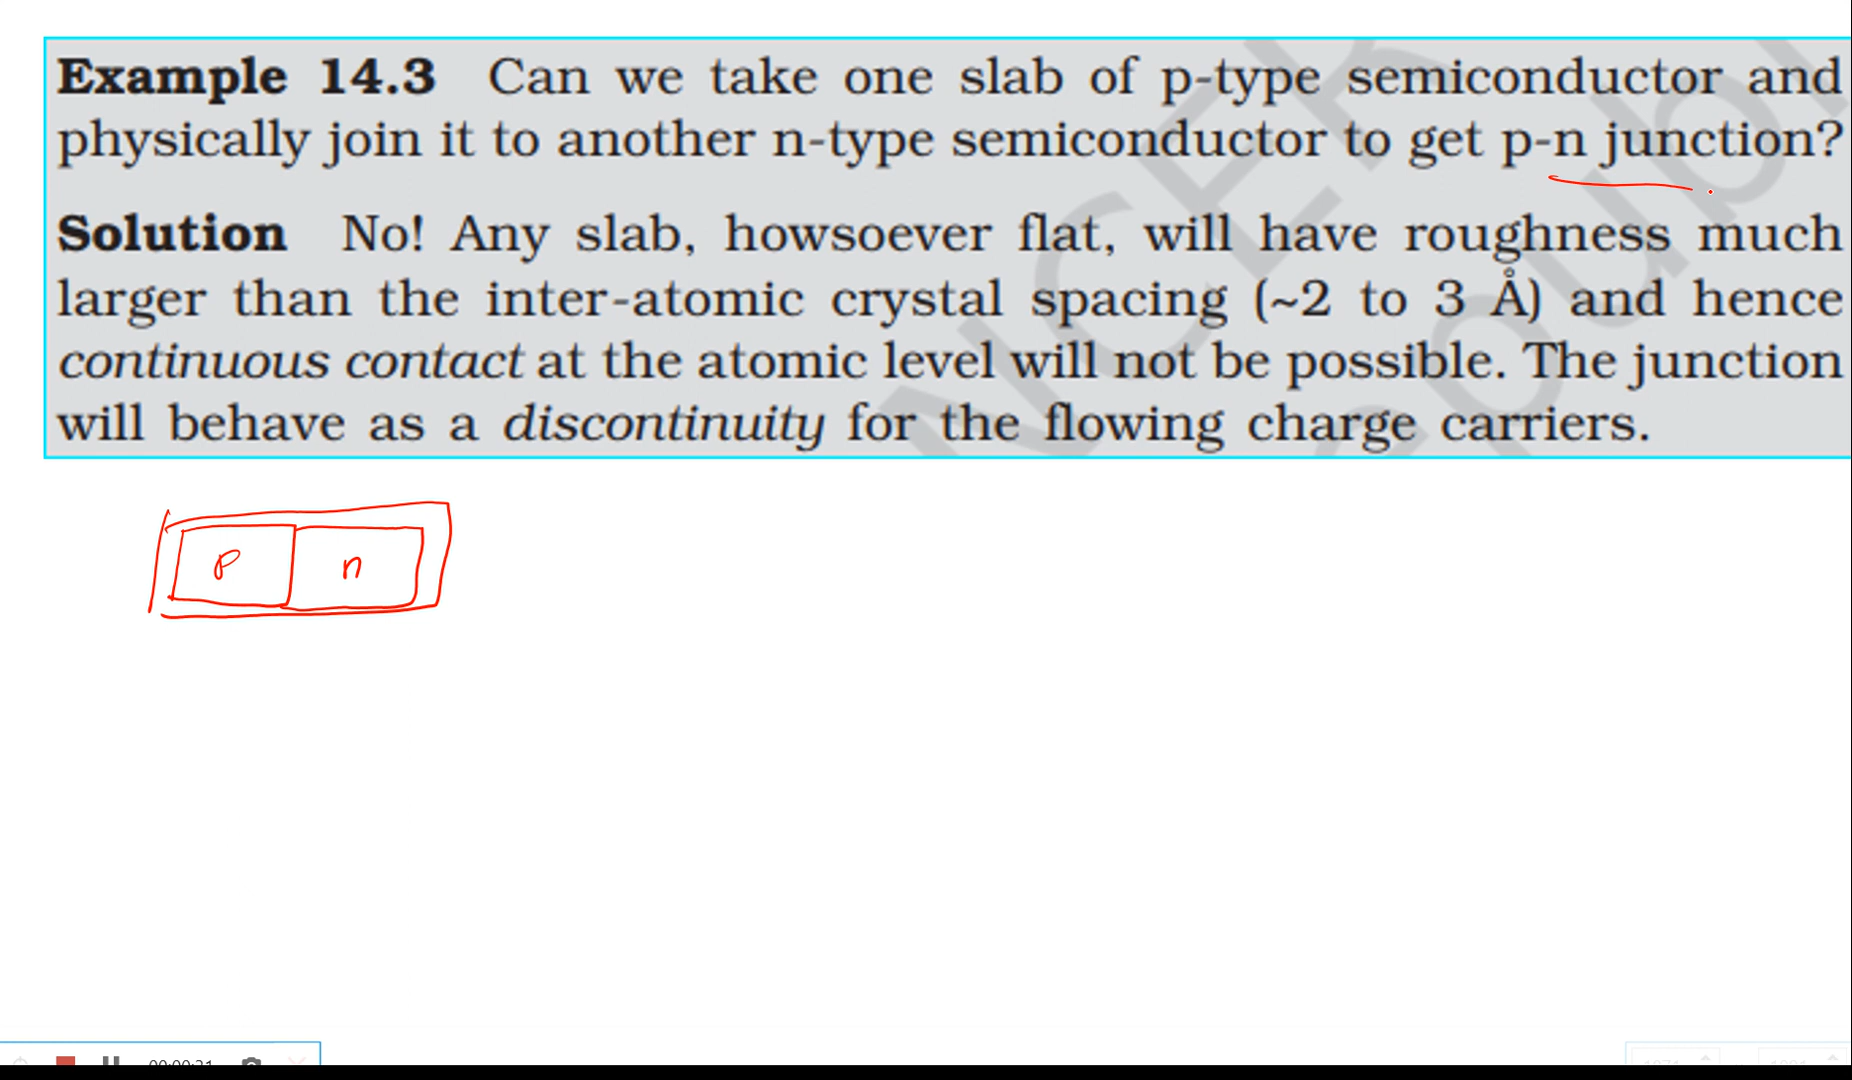 Example 14.3 Can we take one slab of p-type semiconductor and
physically join it to another n-type semiconductor to get p-n junction?
Solution No! Any slab, howsoever flat, will have roughness much
larger than the inter-atomic crystal spacing (~2 to 3 Å) and hence
continuous contact at the atomic level will not be possible. The junction
will behave as a discontinuity for the flowing charge carriers.
P n